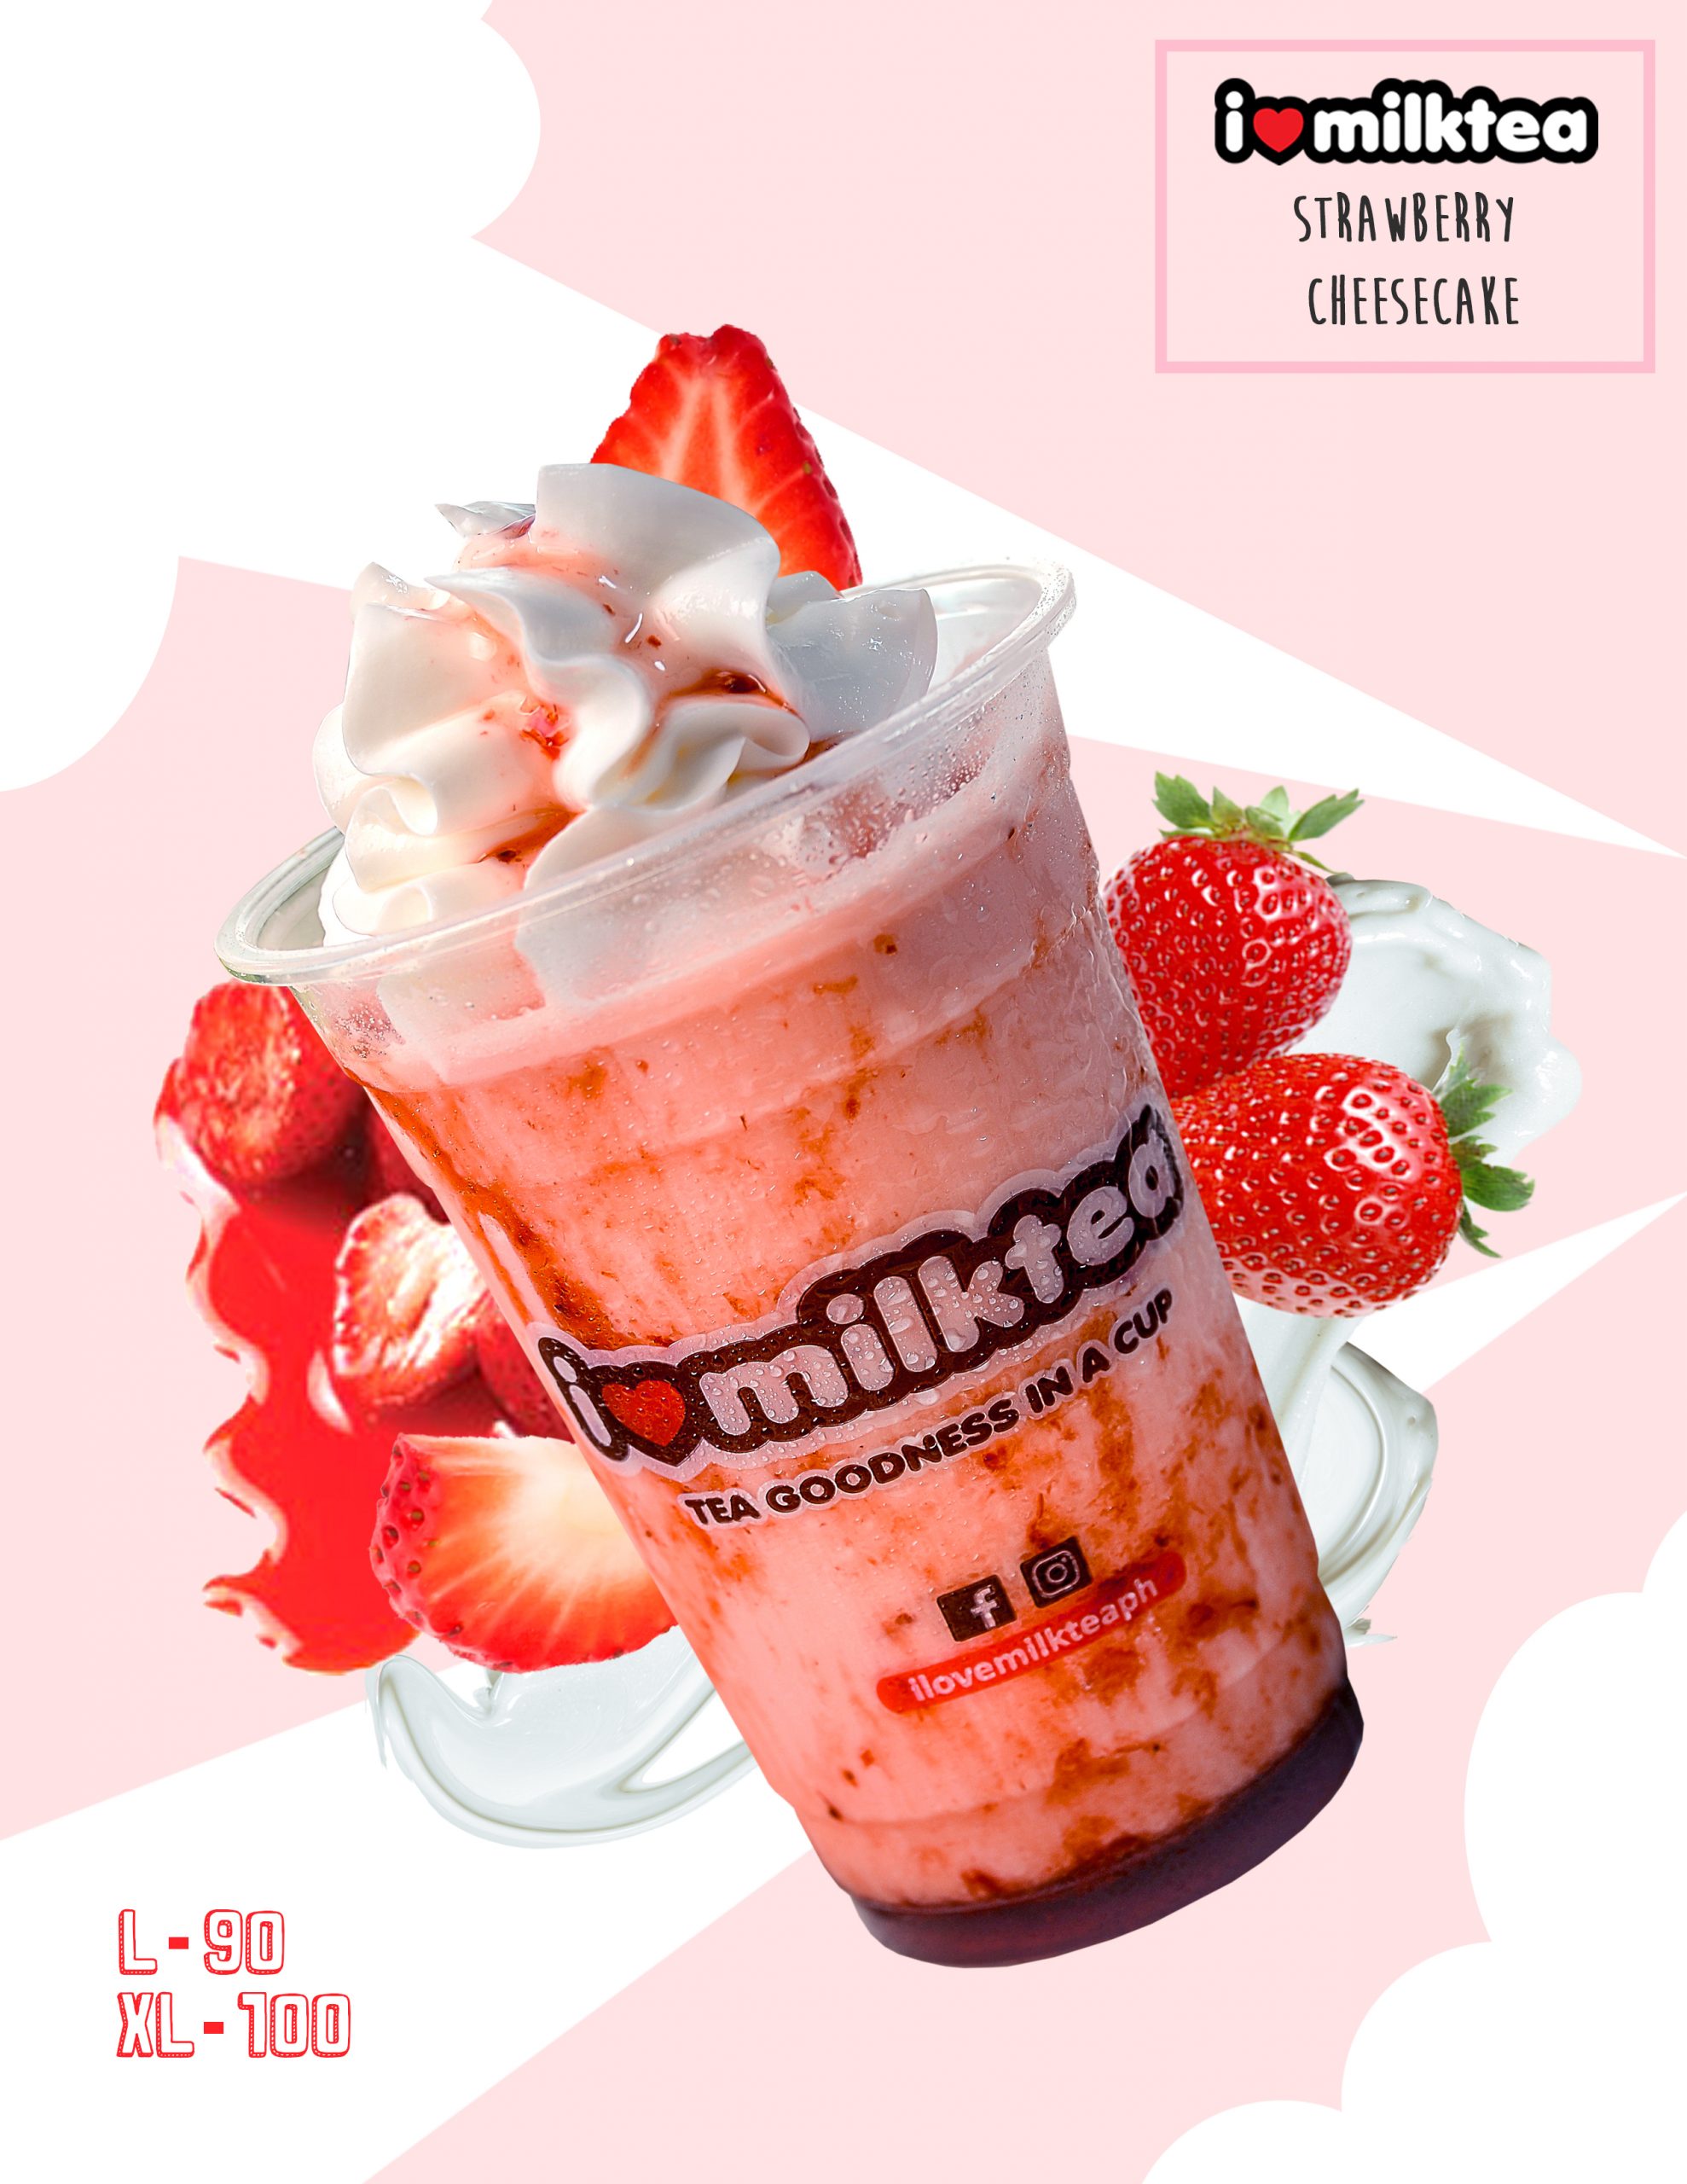 i❤milktea
STRAWBERRY
CHEESECAKE
i❤milktea
TEA GOODNESS IN A CUP
ilovemilkteaph
L-90
XL-100